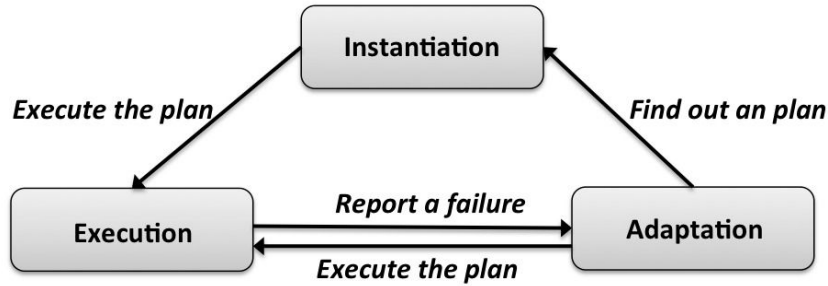 Instantiation
Execute the plan
Find out an plan
Report a failure
Execution
Adaptation
Execute the plan